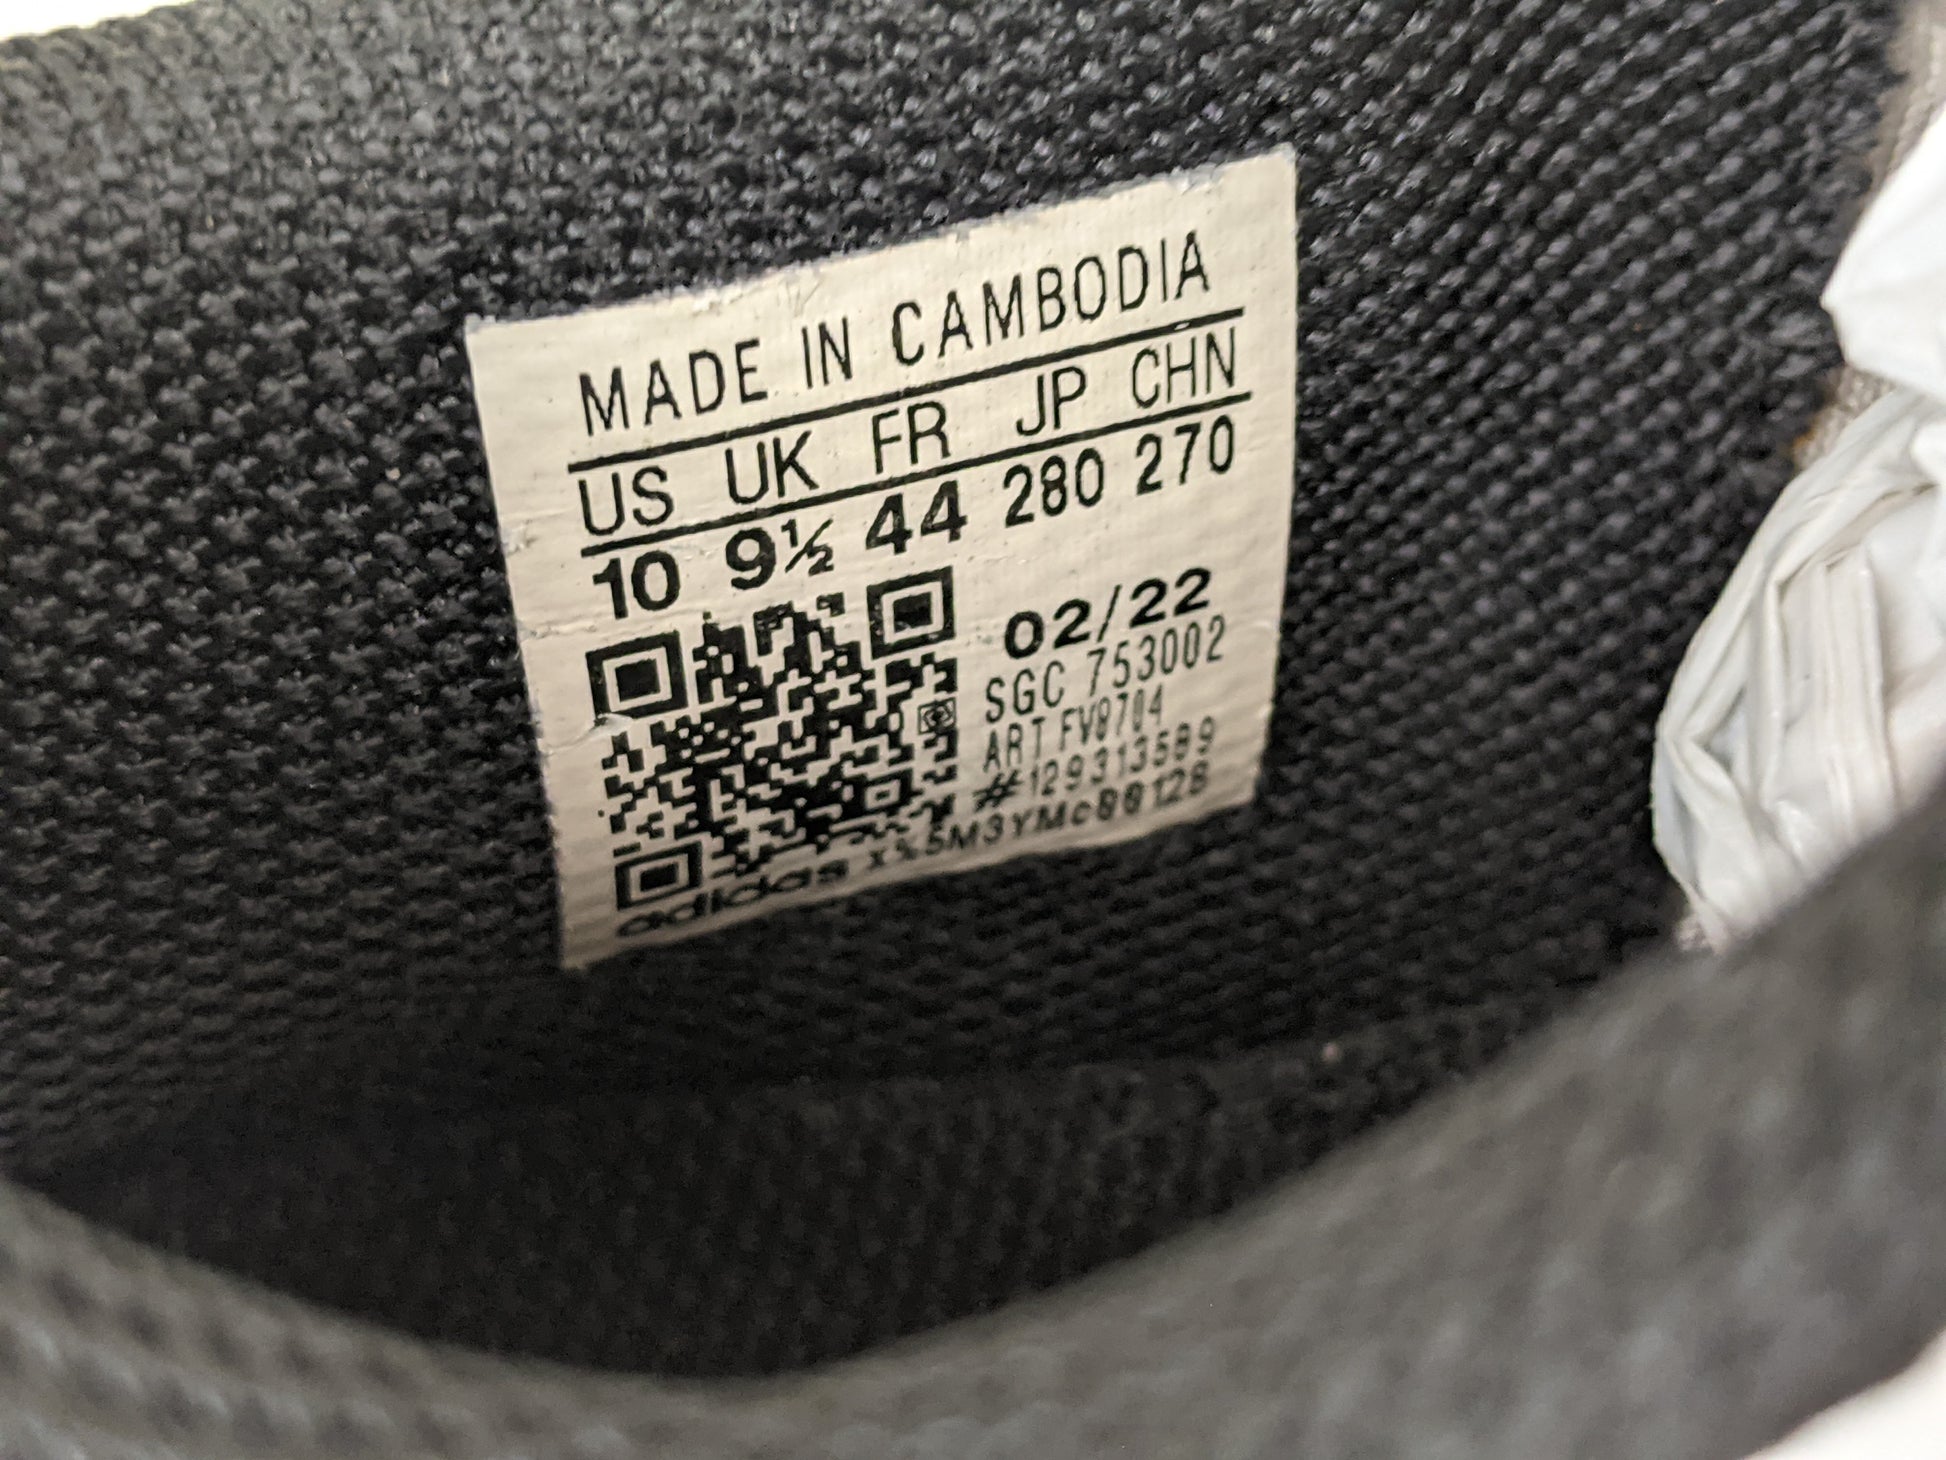 MADE IN CAMBODIA
US UK FR JP CHN
10 9½ 44 280 270
02/22
SGC 753002
ART FV8704
#129313589
adidas